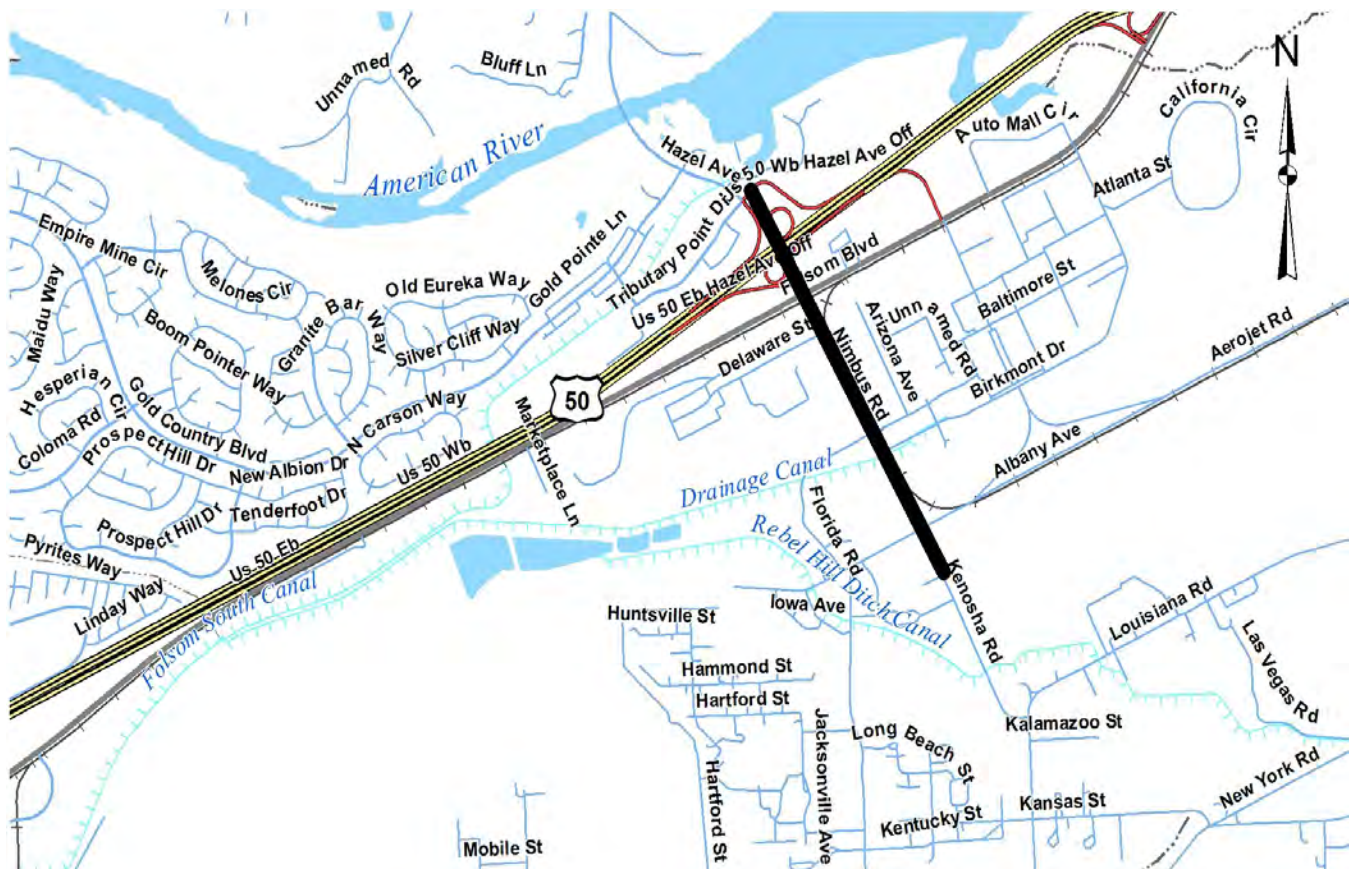 Bluff Ln
Unnamed Rd
N
California Cir
Auto Mall Cir
American River
Hazel Ave
Us 50 Wb Hazel Ave Off
Atlanta St
Empire Mine Cir
Melones Cir
Gold Pointe Ln
Tributary Point Dr
Maidu Way
Old Eureka Way
Granite Bar Way
Us 50 Eb Hazel Ave Off
Folsom Blvd
Baltimore St
Boom Pointer Way
Silver Cliff Way
Delaware St
Nimbus Rd
Arizona Ave
Unnamed Rd
Aerojet Rd
Hesperian Cir
Birkmont Dr
50
Coloma Rd
Gold Country Blvd
N Carson Way
Marketplace Ln
Prospect Hill Dr
New Albion Dr
Us 50 Wb
Albany Ave
Drainage Canal
Prospect Hill Dr
Tenderfoot Dr
Florida Rd
Pyrites Way
Us 50 Eb
Rebel Hill Ditch Canal
Kenosha Rd
Linday Way
Folsom South Canal
Huntsville St
Iowa Ave
Louisiana Rd
Las Vegas Rd
Hammond St
Hartford St
Kalamazoo St
Jacksonville Ave
Long Beach St
Hartford St
New York Rd
Kansas St
Kentucky St
Mobile St